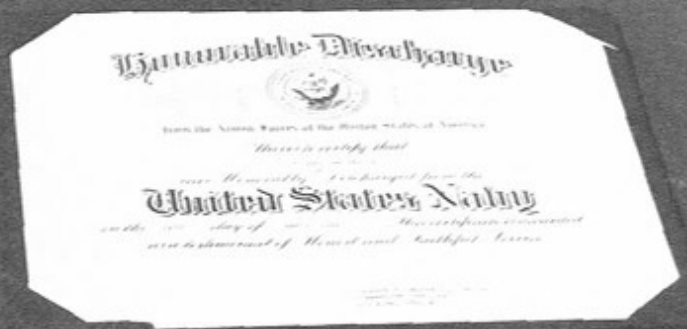 Honorable Discharge
from the Armed Forces of the United States of America
This is to certify that
was Honorably Discharged from the
United States Navy
on the day of This certificate is awarded
as a testimonial of Honest and Faithful Service